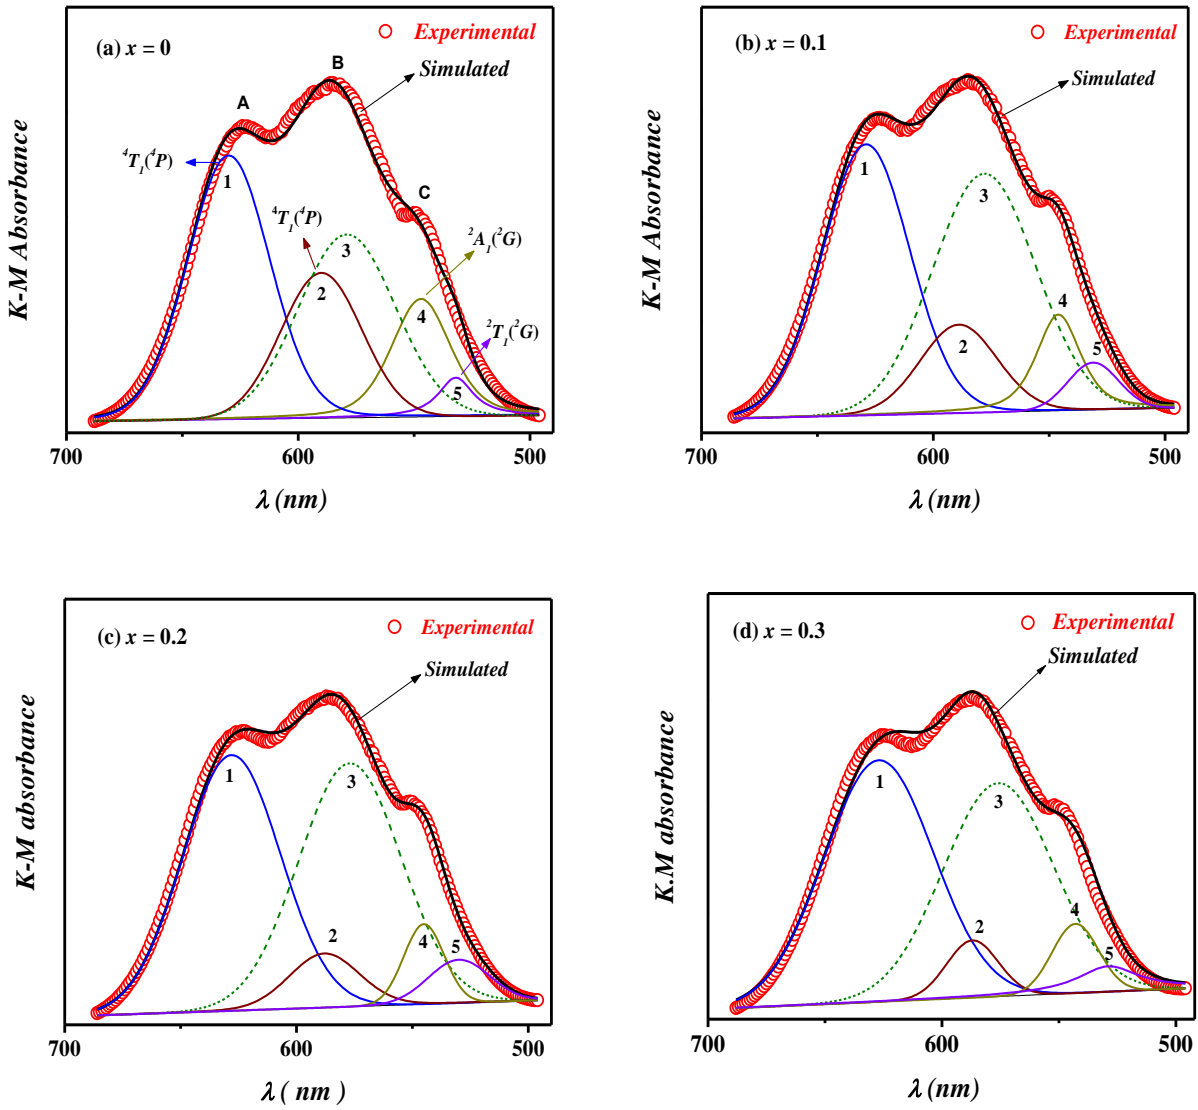 (a) x = 0
Experimental
Simulated
A
B
C
⁴T₁(⁴P)
1
⁴T₁(⁴P)
2
3
²A₁(²G)
4
²T₁(²G)
5
K-M Absorbance
700
600
500
λ (nm)
(b) x = 0.1
Experimental
Simulated
1
2
3
4
5
K-M Absorbance
700
600
500
λ (nm)
(c) x = 0.2
Experimental
Simulated
1
2
3
4
5
K-M absorbance
700
600
500
λ ( nm )
(d) x = 0.3
Experimental
Simulated
1
2
3
4
5
K.M absorbance
700
600
500
λ (nm)